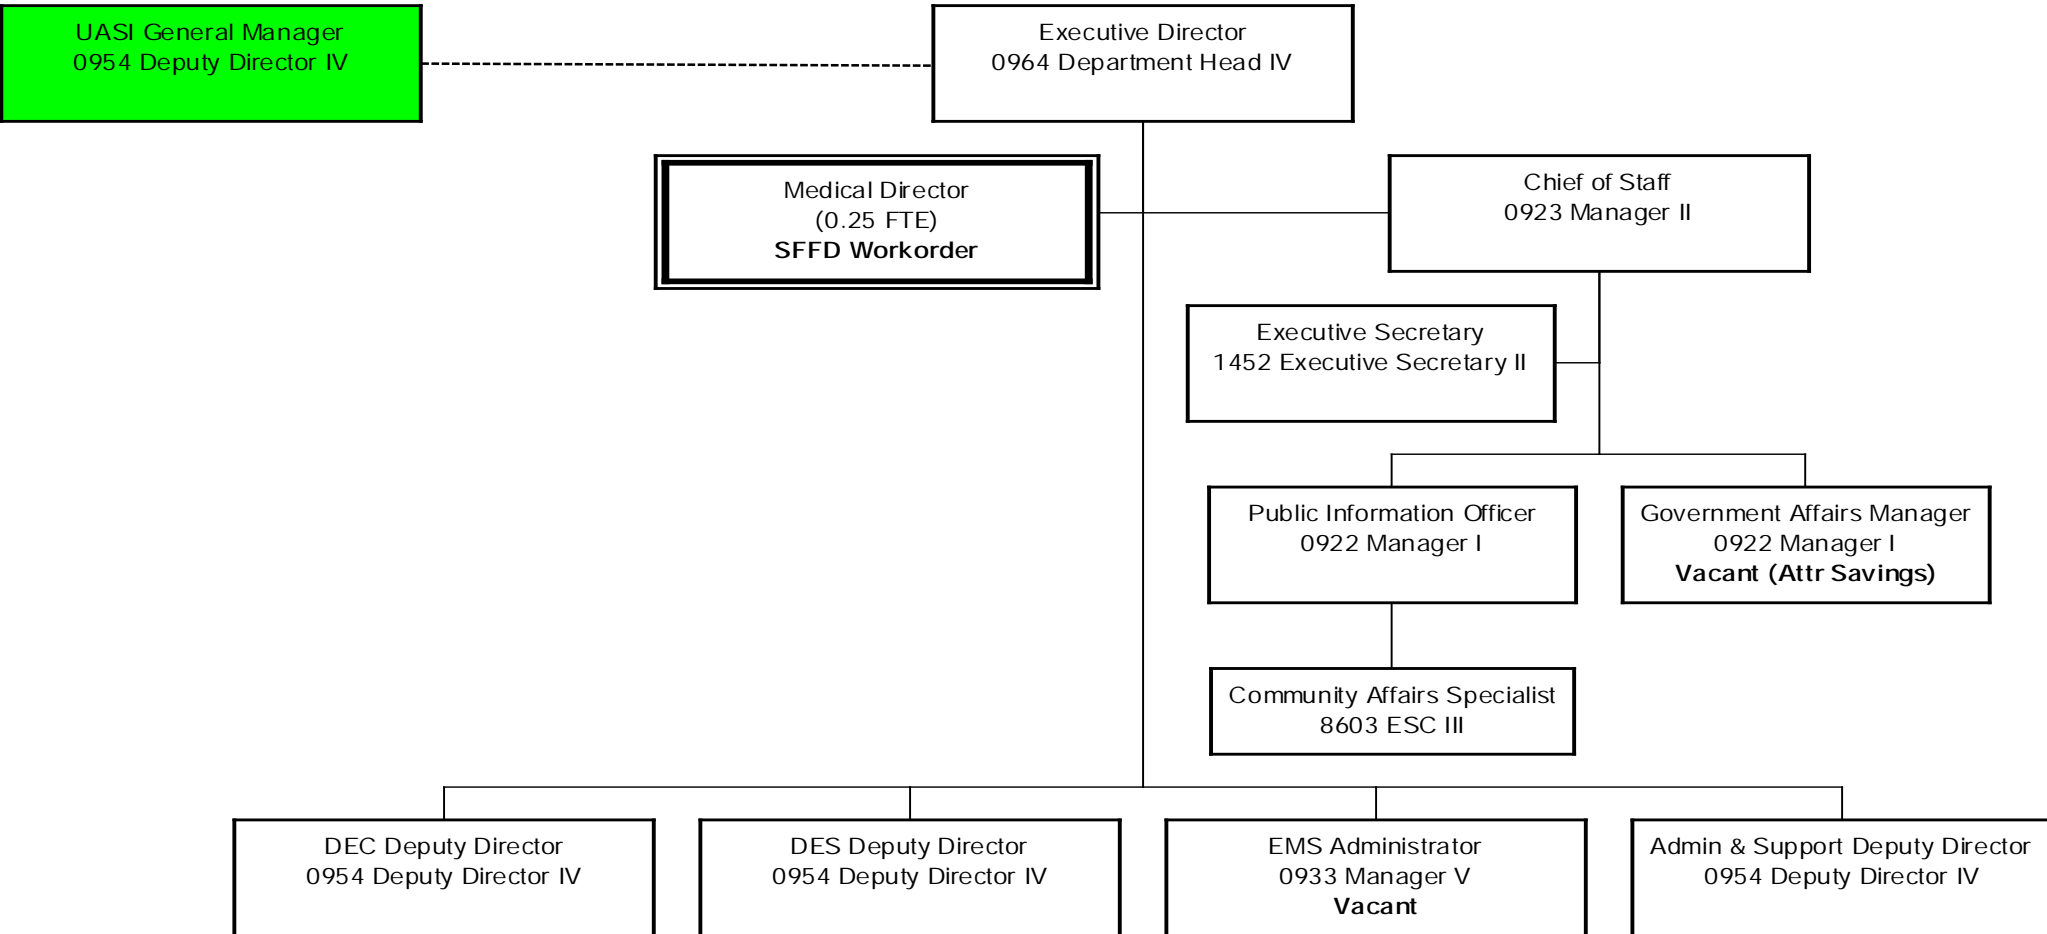 UASI General Manager
0954 Deputy Director IV
Executive Director
0964 Department Head IV
Medical Director
(0.25 FTE)
SFFD Workorder
Chief of Staff
0923 Manager II
Executive Secretary
1452 Executive Secretary II
Public Information Officer
0922 Manager I
Government Affairs Manager
0922 Manager I
Vacant (Attr Savings)
Community Affairs Specialist
8603 ESC III
DEC Deputy Director
0954 Deputy Director IV
DES Deputy Director
0954 Deputy Director IV
EMS Administrator
0933 Manager V
Vacant
Admin & Support Deputy Director
0954 Deputy Director IV